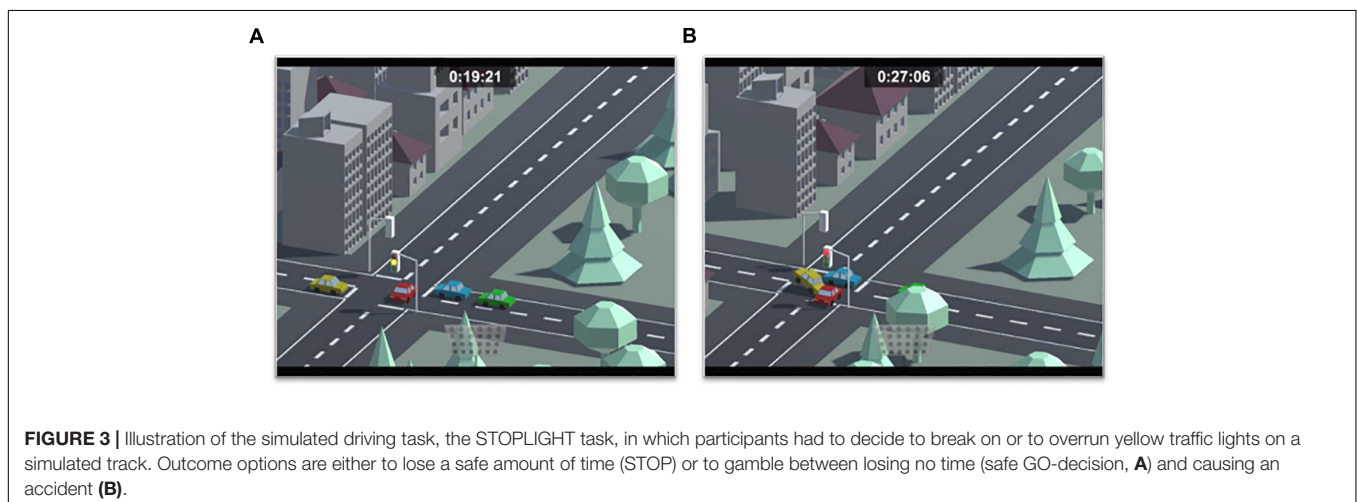 A
B
0:19:21
0:27:06
FIGURE 3 | Illustration of the simulated driving task, the STOPLIGHT task, in which participants had to decide to break on or to overrun yellow traffic lights on a
simulated track. Outcome options are either to lose a safe amount of time (STOP) or to gamble between losing no time (safe GO-decision, A) and causing an
accident (B).